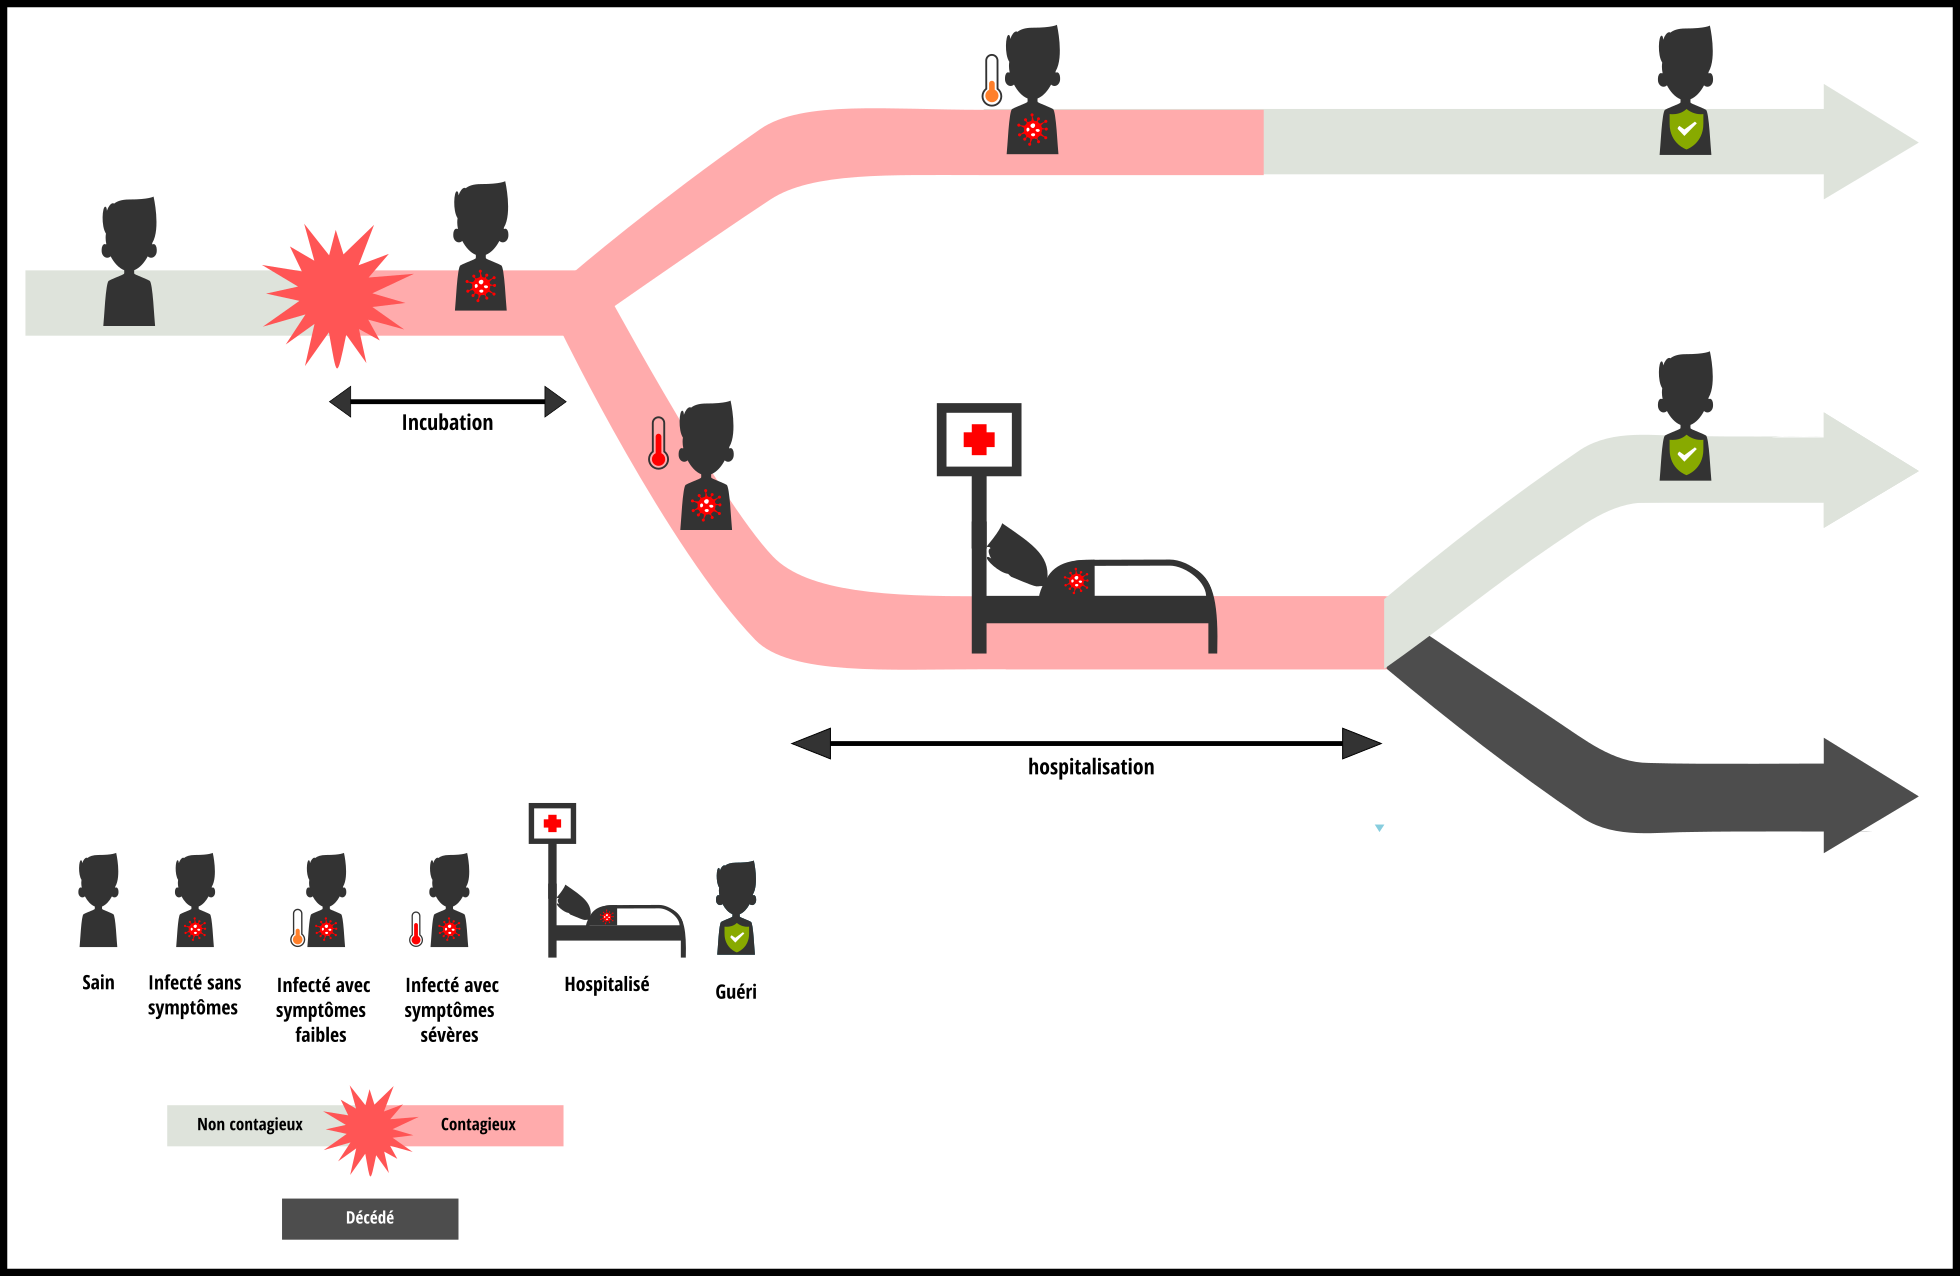 Incubation
hospitalisation
Sain
Infecté sans
symptômes
Infecté avec
symptômes
faibles
Infecté avec
symptômes
sévères
Hospitalisé
Guéri
Non contagieux
Contagieux
Décédé